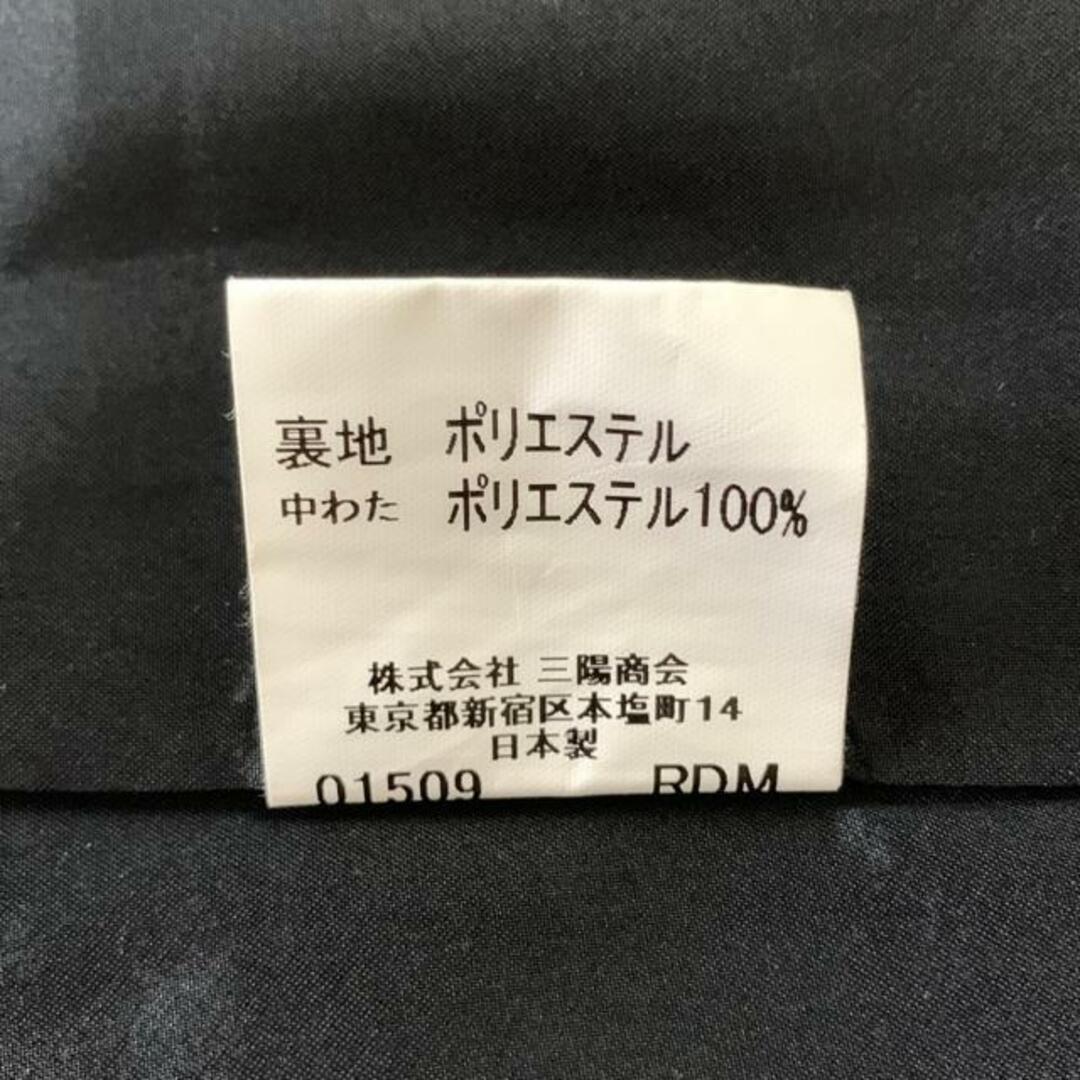 裏地 ポリエステル
中わた ポリエステル100%
株式会社 三陽商会
東京都新宿区本塩町14
日本製
01509 RDM